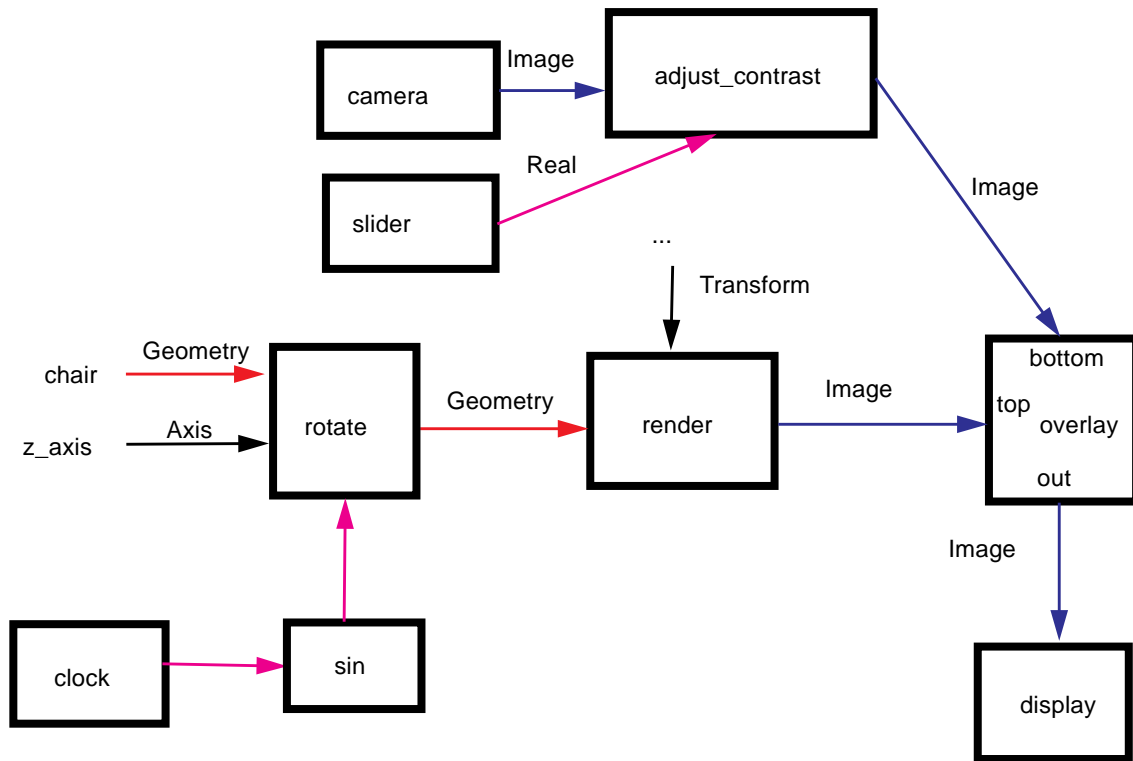 Image
camera
adjust_contrast
Real
slider
Image
...
Transform
chair
Geometry
z_axis
Axis
rotate
Geometry
render
Image
bottom
top
overlay
out
Image
clock
sin
display